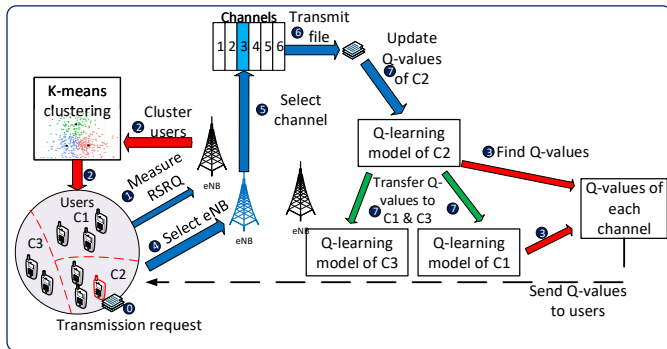 Channels
1 2 3 4 5 6
6
Transmit
file
7
Update
Q-values
of C2
K-means
clustering
2
Cluster
users
5
Select
channel
eNB
2
1
Measure
RSRQ
Users
C1
C3
C2
4
Select eNB
eNB
eNB
0
Transmission request
Q-learning
model of C2
3
Find Q-values
Transfer Q-
values to
C1 & C3
7
7
Q-values of
each
channel
Q-learning
model of C3
Q-learning
model of C1
3
Send Q-values
to users